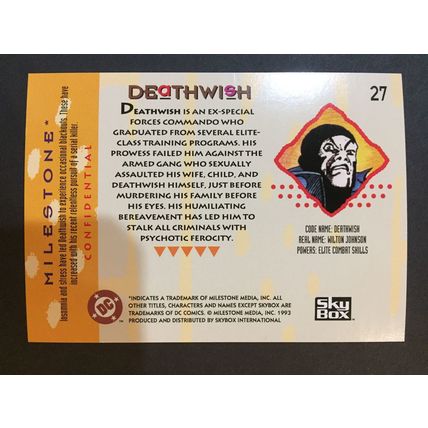 DEaTHWISH
27
DEATHWISH IS AN EX-SPECIAL
FORCES COMMANDO WHO
GRADUATED FROM SEVERAL ELITE-
CLASS TRAINING PROGRAMS. HIS
PROWESS FAILED HIM AGAINST THE
ARMED GANG WHO SEXUALLY
ASSAULTED HIS WIFE, CHILD, AND
DEATHWISH HIMSELF, JUST BEFORE
MURDERING HIS FAMILY BEFORE
HIS EYES. HIS HUMILIATING
BEREAVEMENT HAS LED HIM TO
STALK ALL CRIMINALS WITH
PSYCHOTIC FEROCITY.
CODE NAME: DEATHWISH
REAL NAME: WILTON JOHNSON
POWERS: ELITE COMBAT SKILLS
MILESTONE*
CONFIDENTIAL
Insomnia and stress have led Deathwish to experience occasional blackouts. These have
increased with his recent relentless pursuit of a serial killer.
DC
™
*INDICATES A TRADEMARK OF MILESTONE MEDIA, INC. ALL
OTHER TITLES, CHARACTERS AND NAMES EXCEPT SKYBOX ARE
TRADEMARKS OF DC COMICS. © MILESTONE MEDIA, INC. 1993
PRODUCED AND DISTRIBUTED BY SKYBOX INTERNATIONAL
SKY
BOX